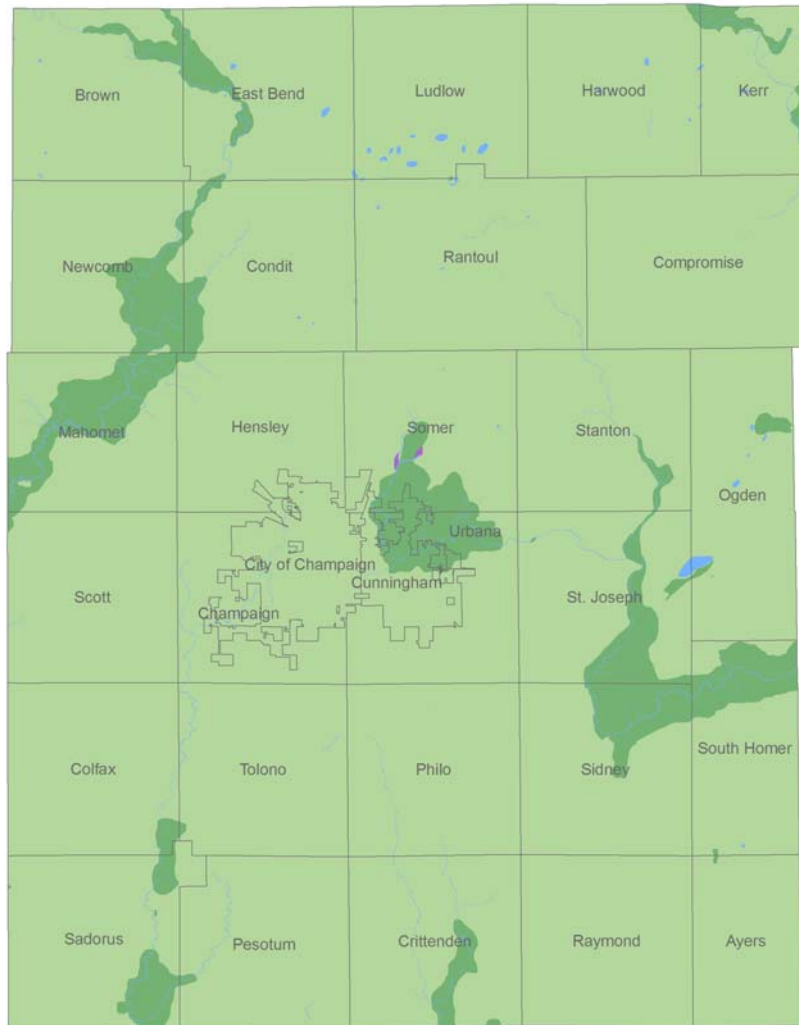 Brown
East Bend
Ludlow
Harwood
Kerr
Newcomb
Condit
Rantoul
Compromise
Mahomet
Hensley
Somer
Stanton
Ogden
Urbana
City of Champaign
Cunningham
Scott
St. Joseph
Champaign
Colfax
Tolono
Philo
Sidney
South Homer
Sadorus
Pesotum
Crittenden
Raymond
Ayers